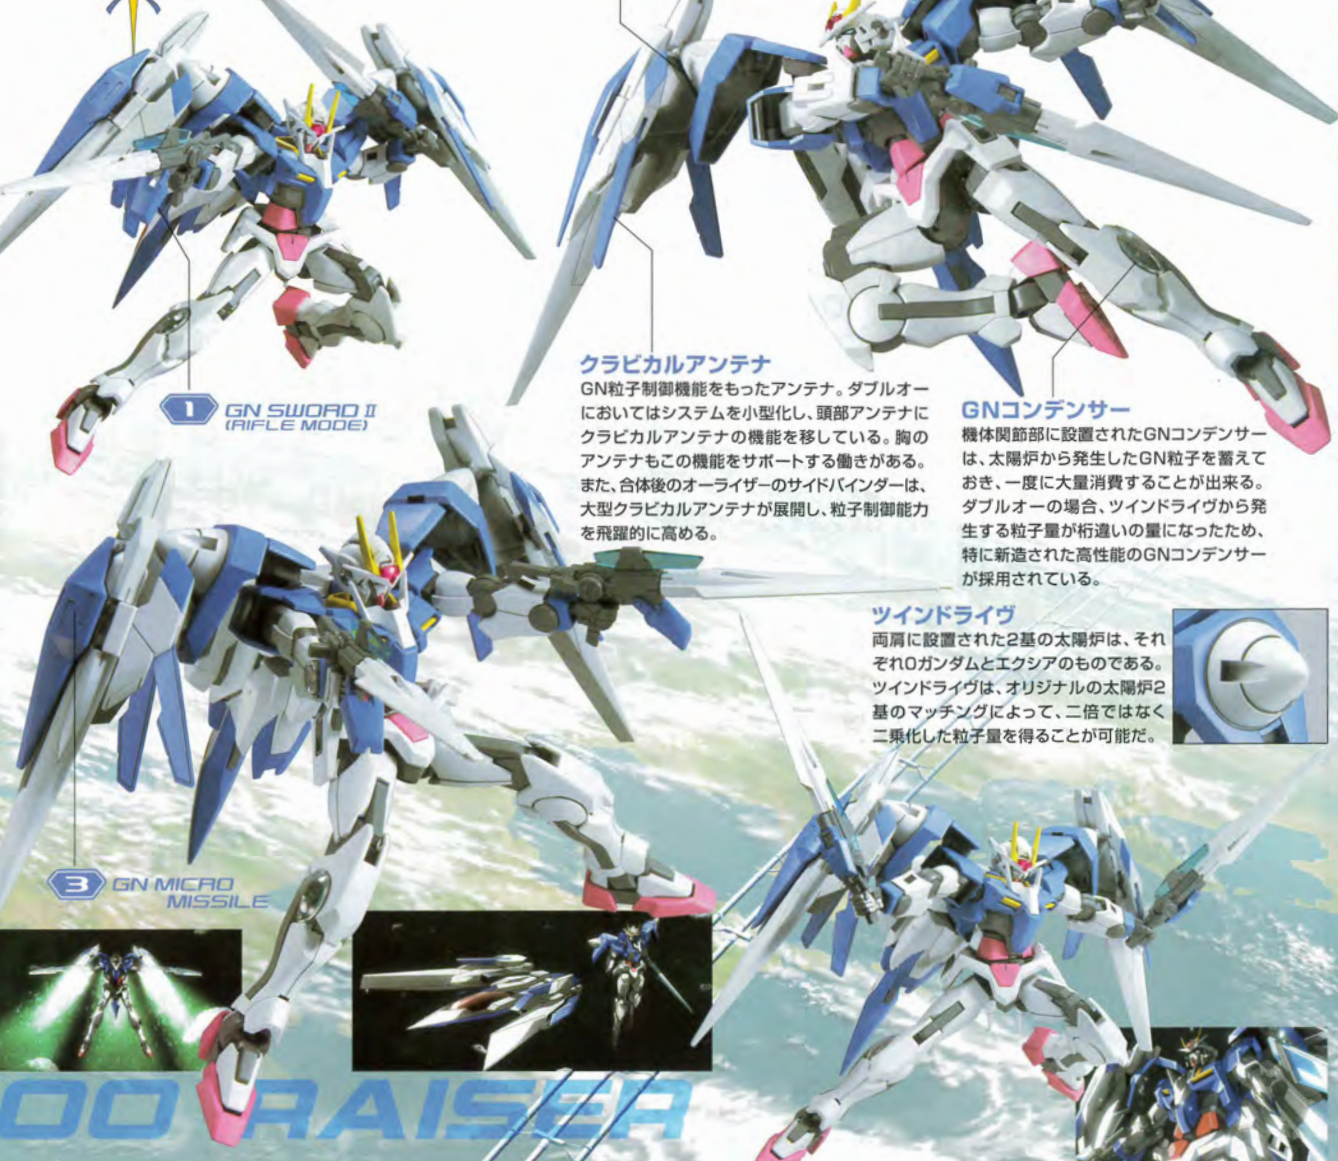 1 GN SWORD II
(RIFLE MODE)
クラビカルアンテナ
GN粒子制御機能をもったアンテナ。ダブルオー
においてはシステムを小型化し、頭部アンテナに
クラビカルアンテナの機能を移している。胸の
アンテナもこの機能をサポートする働きがある。
また、合体後のオーライザーのサイドバインダーは、
大型クラビカルアンテナが展開し、粒子制御能力
を飛躍的に高める。
GNコンデンサー
機体関節部に設置されたGNコンデンサー
は、太陽炉から発生したGN粒子を蓄えて
おき、一度に大量消費することが出来る。
ダブルオーの場合、ツインドライヴから発
生する粒子量が桁違いの量になったため、
特に新造された高性能のGNコンデンサー
が採用されている。
ツインドライヴ
両肩に設置された2基の太陽炉は、それ
ぞれ0ガンダムとエクシアのものである。
ツインドライヴは、オリジナルの太陽炉2
基のマッチングによって、二倍ではなく
二乗化した粒子量を得ることが可能だ。
3 GN MICRO
MISSILE
00 RAISER